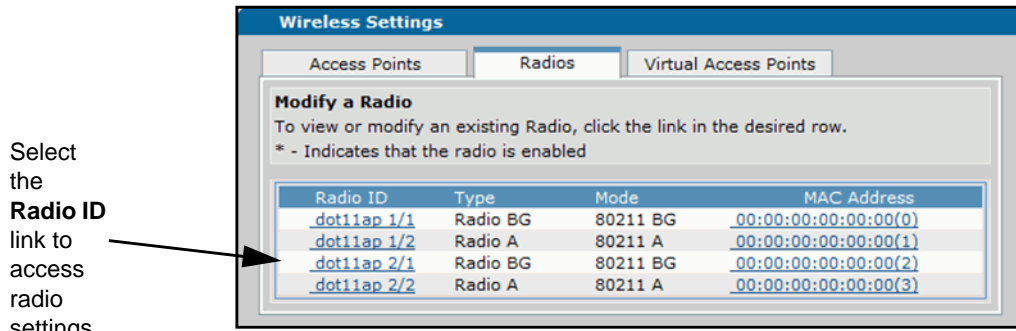 Wireless Settings
Access Points Radios Virtual Access Points
Modify a Radio
To view or modify an existing Radio, click the link in the desired row.
* - Indicates that the radio is enabled
Radio ID Type Mode MAC Address
dot11ap 1/1 Radio BG 80211 BG 00:00:00:00:00:00(0)
dot11ap 1/2 Radio A 80211 A 00:00:00:00:00:00(1)
dot11ap 2/1 Radio BG 80211 BG 00:00:00:00:00:00(2)
dot11ap 2/2 Radio A 80211 A 00:00:00:00:00:00(3)
Select
the
Radio ID
link to
access
radio
settings